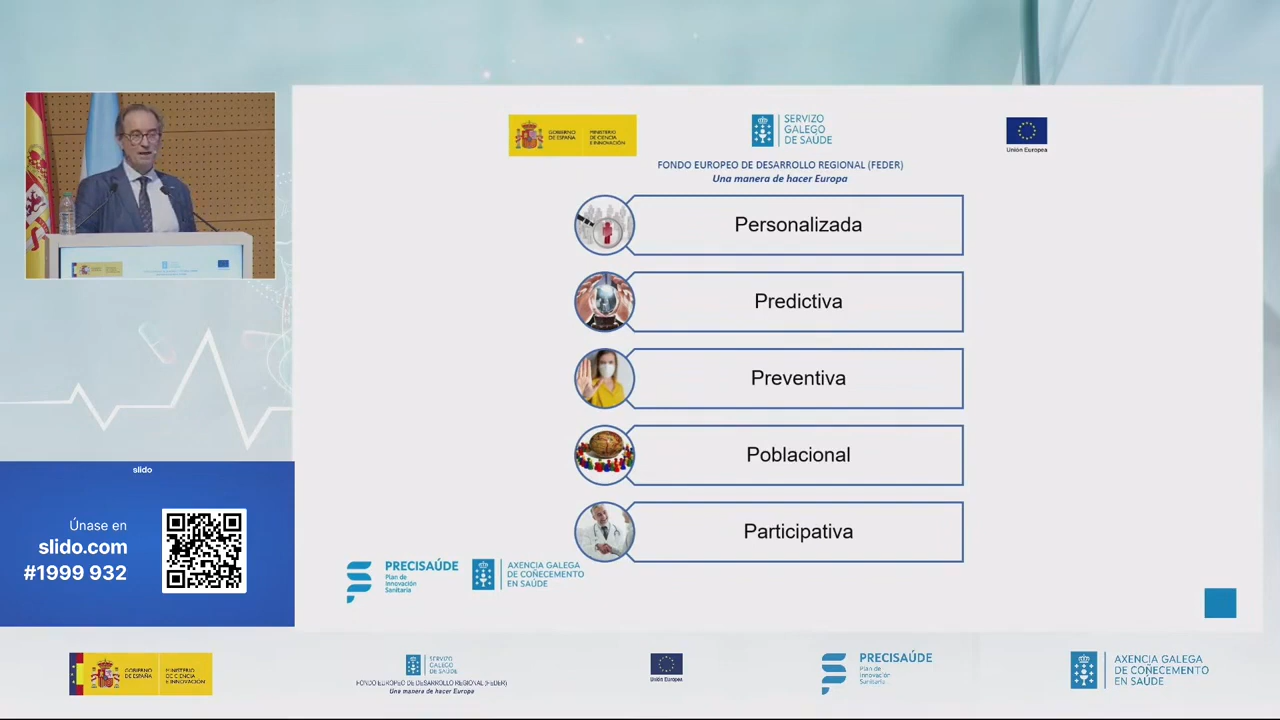 GOBIERNO
DE ESPAÑA
MINISTERIO
DE CIENCIA
E INNOVACIÓN
SERVIZO
GALEGO
DE SAÚDE
Unión Europea
FONDO EUROPEO DE DESARROLLO REGIONAL (FEDER)
Una manera de hacer Europa
Personalizada
Predictiva
Preventiva
Poblacional
Participativa
PRECISAÚDE
Plan de
Innovación
Sanitaria
AXENCIA GALEGA
DE COÑECEMENTO
EN SAÚDE
slido
Únase en
slido.com
#1999 932
GOBIERNO
DE ESPAÑA
MINISTERIO
DE CIENCIA
E INNOVACIÓN
SERVIZO
GALEGO
DE SAÚDE
FONDO EUROPEO DE DESARROLLO REGIONAL (FEDER)
Una manera de hacer Europa
Unión Europea
PRECISAÚDE
Plan de
Innovación
Sanitaria
AXENCIA GALEGA
DE COÑECEMENTO
EN SAÚDE